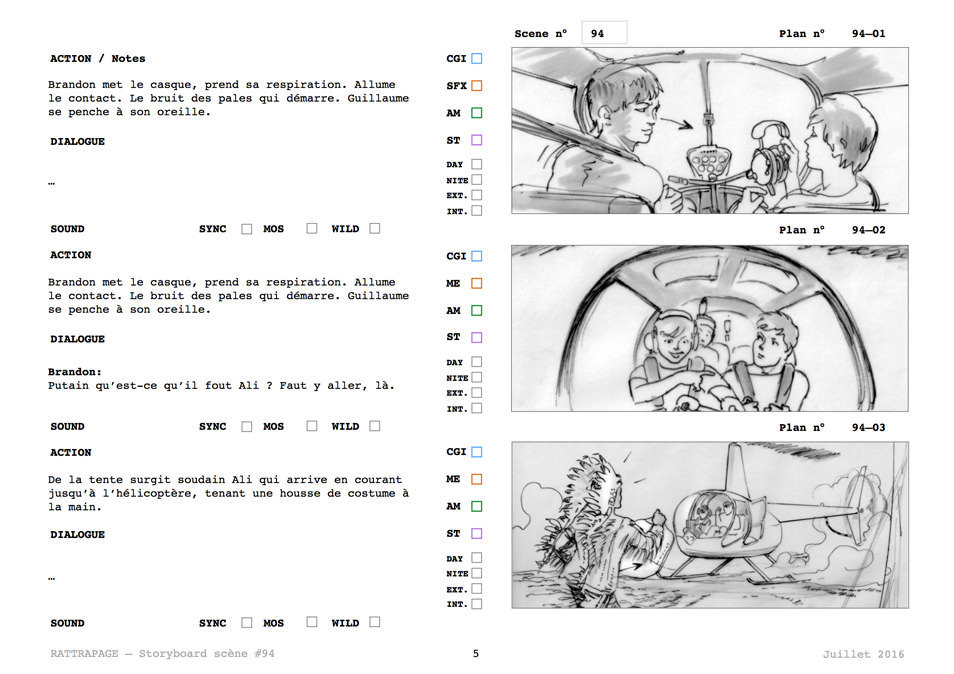 Scene n° 94 Plan n° 94—01
ACTION / Notes
Brandon met le casque, prend sa respiration. Allume
le contact. Le bruit des pales qui démarre. Guillaume
se penche à son oreille.
DIALOGUE
…
CGI
SFX
AM
ST
DAY
NITE
EXT.
INT.
SOUND SYNC MOS WILD
Plan n° 94—02
ACTION
Brandon met le casque, prend sa respiration. Allume
le contact. Le bruit des pales qui démarre. Guillaume
se penche à son oreille.
DIALOGUE
Brandon:
Putain qu’est-ce qu’il fout Ali ? Faut y aller, là.
CGI
ME
AM
ST
DAY
NITE
EXT.
INT.
SOUND SYNC MOS WILD
Plan n° 94—03
ACTION
De la tente surgit soudain Ali qui arrive en courant
jusqu’à l’hélicoptère, tenant une housse de costume à
la main.
DIALOGUE
…
CGI
ME
AM
ST
DAY
NITE
EXT.
INT.
SOUND SYNC MOS WILD
RATTRAPAGE — Storyboard scène #94 5 Juillet 2016